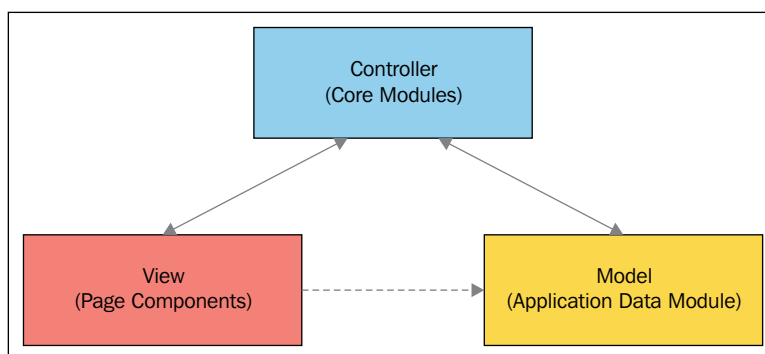 Controller
(Core Modules)
View
(Page Components)
Model
(Application Data Module)